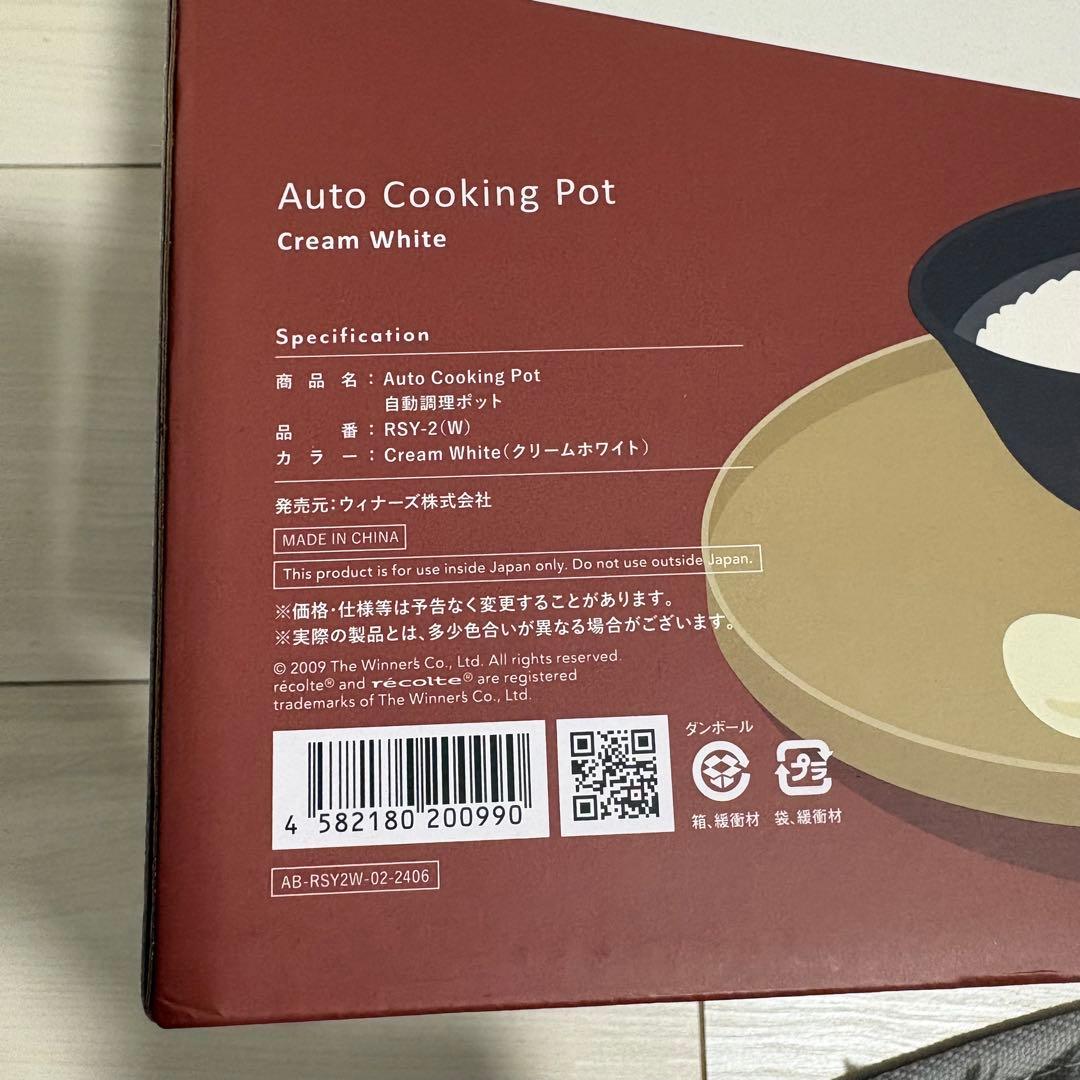 Auto Cooking Pot
Cream White
Specification
商品名：Auto Cooking Pot
自動調理ポット
品番：RSY-2(W)
カラー：Cream White(クリームホワイト)
発売元：ウィナーズ株式会社
MADE IN CHINA
This product is for use inside Japan only. Do not use outside Japan.
※価格・仕様等は予告なく変更することがあります。
※実際の製品とは、多少色合いが異なる場合がございます。
© 2009 The Winner's Co., Ltd. All rights reserved.
récolte® and récolte® are registered
trademarks of The Winner's Co., Ltd.
ダンボール
プラ
箱、緩衝材 袋、緩衝材
4 582180 200990
AB-RSY2W-02-2406